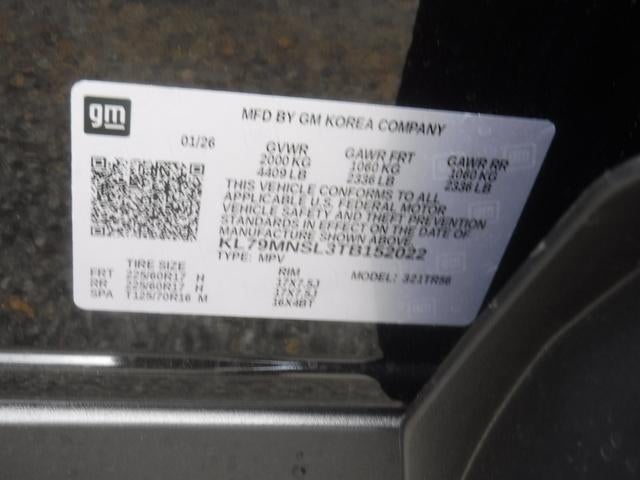 gm
MFD BY GM KOREA COMPANY
01/26
GVWR GAWR FRT GAWR RR
2000 KG 1060 KG 1060 KG
4409 LB 2336 LB 2336 LB
THIS VEHICLE CONFORMS TO ALL
APPLICABLE U.S. FEDERAL MOTOR
VEHICLE SAFETY AND THEFT PREVENTION
STANDARDS IN EFFECT ON THE DATE OF
MANUFACTURE SHOWN ABOVE.
KL79MNSL3TB152022
TYPE: MPV
TIRE SIZE RIM MODEL: 321TR56
FRT 225/60R17 H 17X7.5J
RR 225/60R17 H 17X7.5J
SPA T125/70R16 M 16X4BT